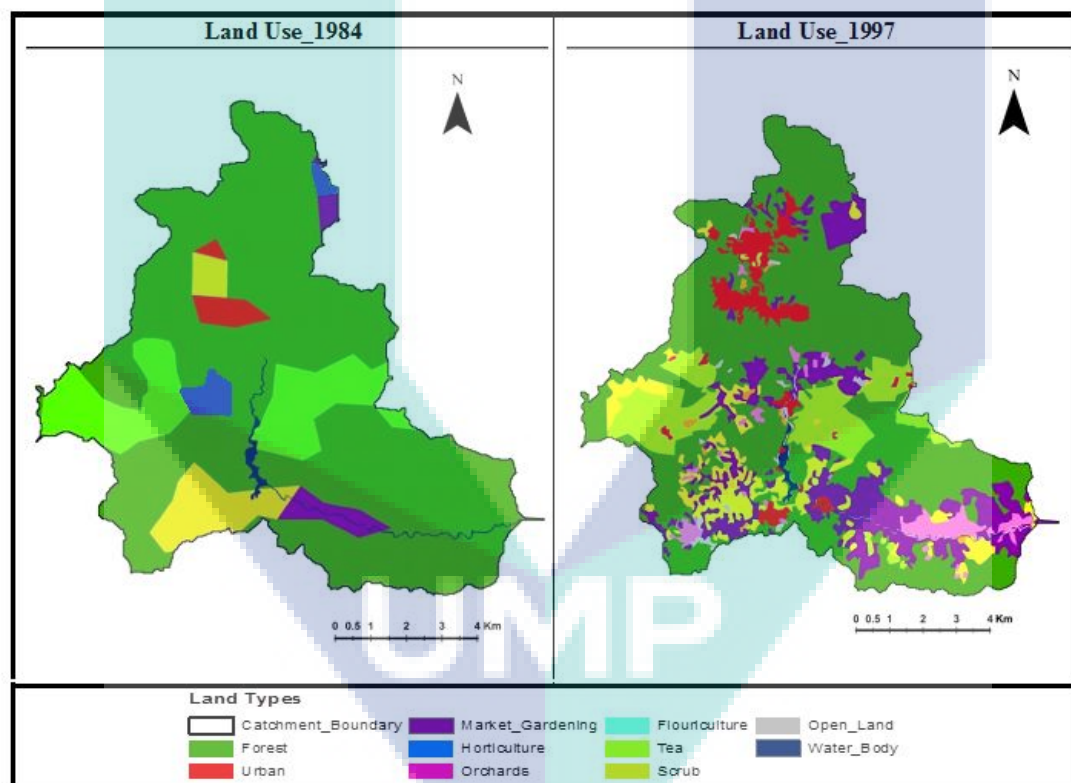 Land Use_1984
Land Use_1997
N
N
0 0.5 1 2 3 4 Km
0 0.5 1 2 3 4 Km
UMP
Land Types
Catchment_Boundary Market_Gardening Flouriculture Open_Land
Forest Horticulture Tea Water_Body
Urban Orchards Scrub